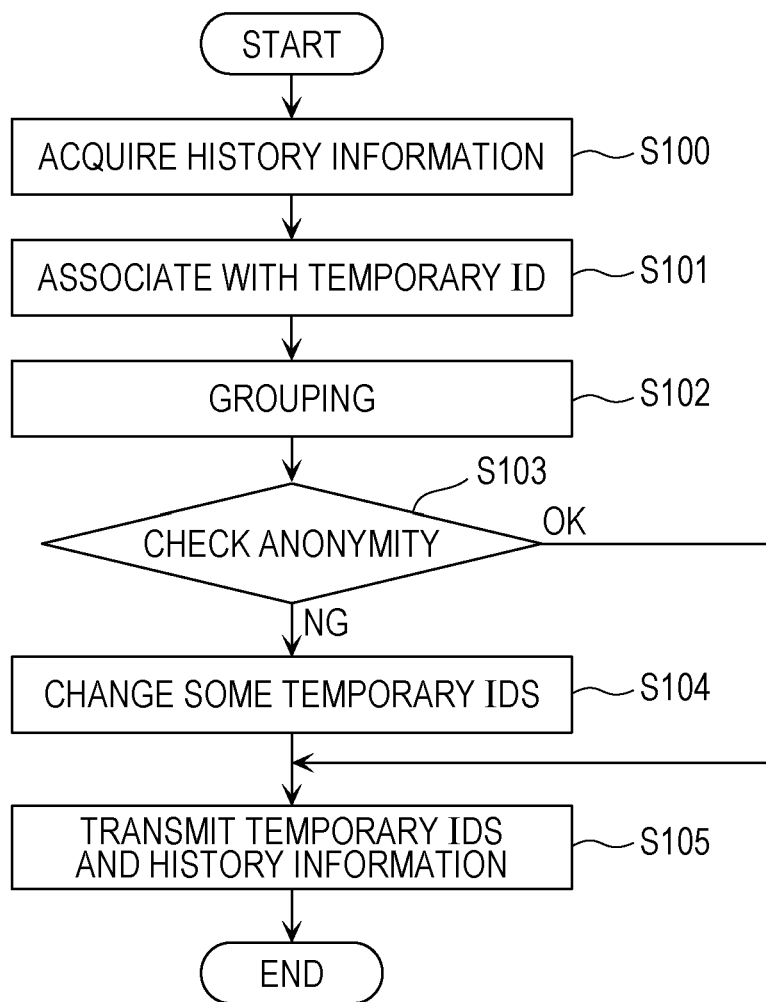 START
ACQUIRE HISTORY INFORMATION
S100
ASSOCIATE WITH TEMPORARY ID
S101
GROUPING
S102
S103
CHECK ANONYMITY
OK
NG
CHANGE SOME TEMPORARY IDS
S104
TRANSMIT TEMPORARY IDS
AND HISTORY INFORMATION
S105
END